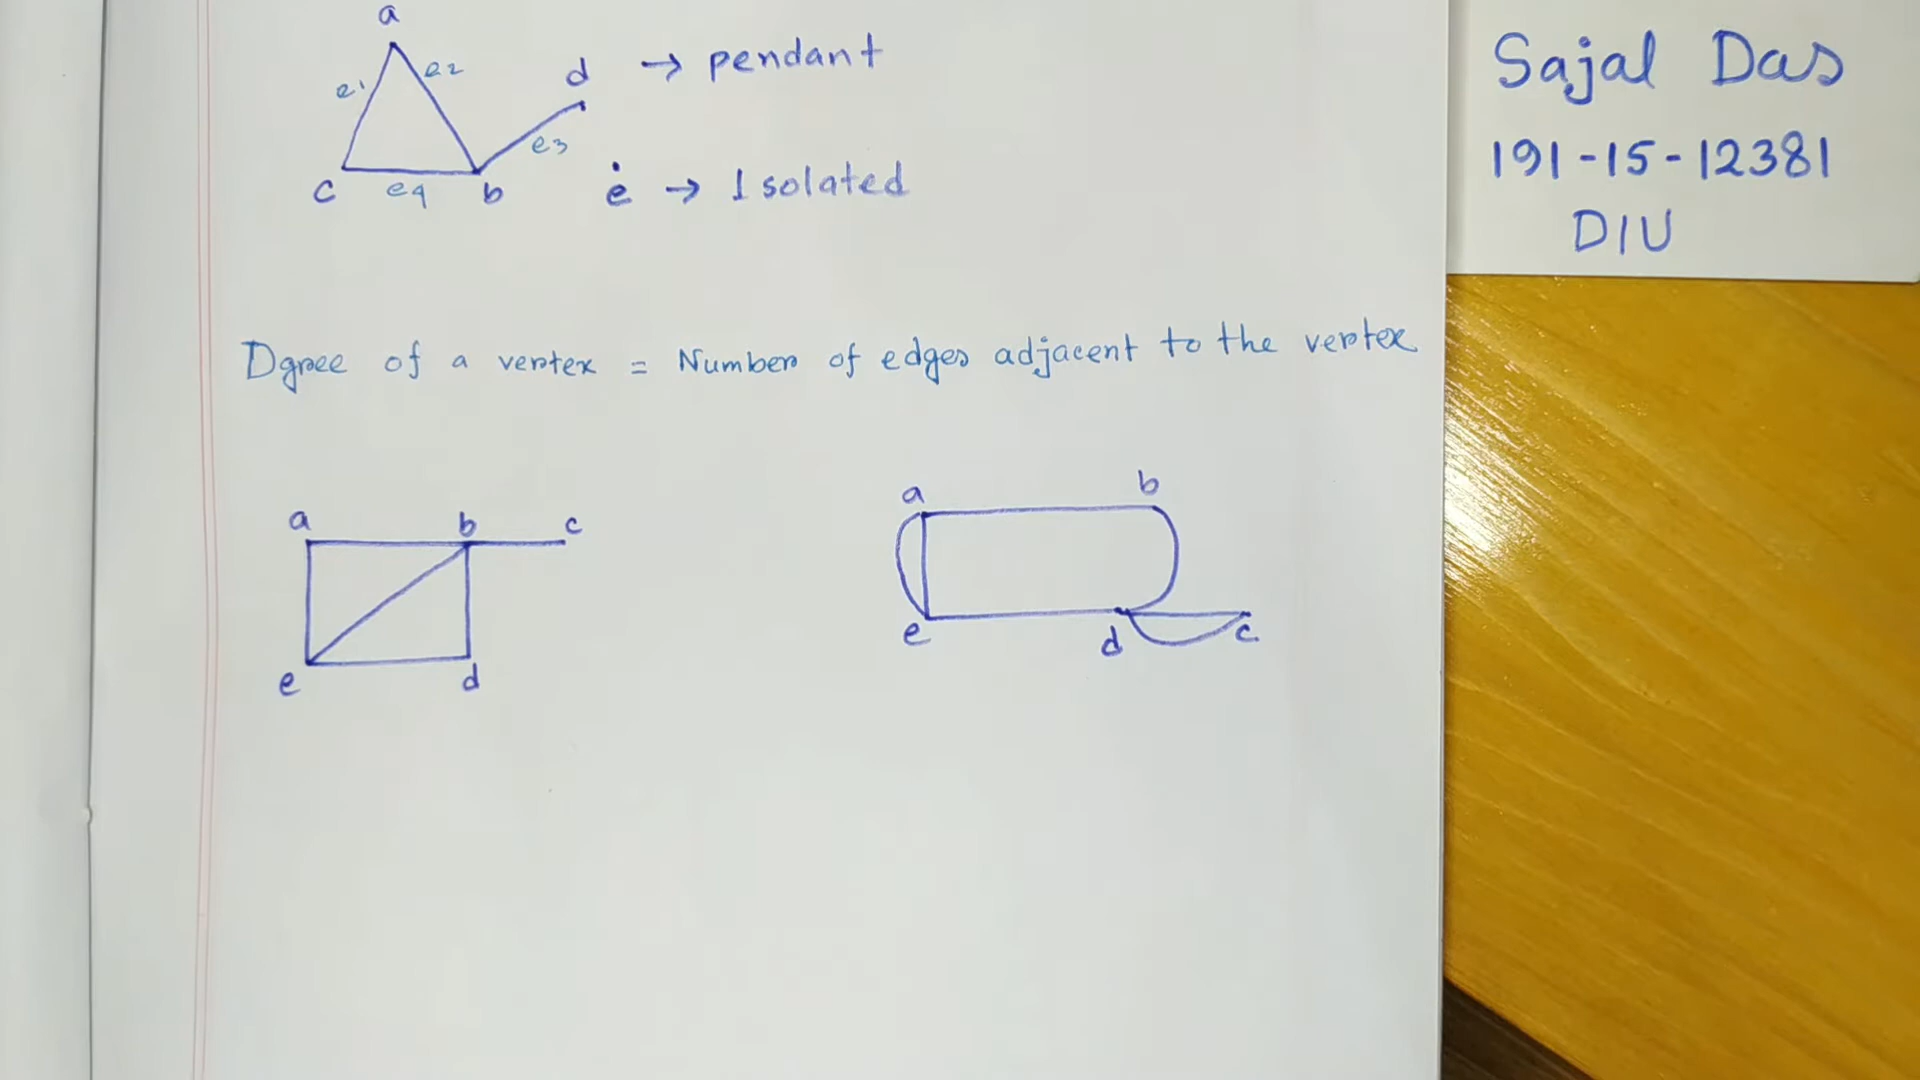 a
e1
e2
d → pendant
e3
c
e4
b
e → Isolated
Dgree of a vertex = Number of edges adjacent to the vertex
a
b
c
e
d
a
b
e
d
c
Sajal Das
191-15-12381
DIU